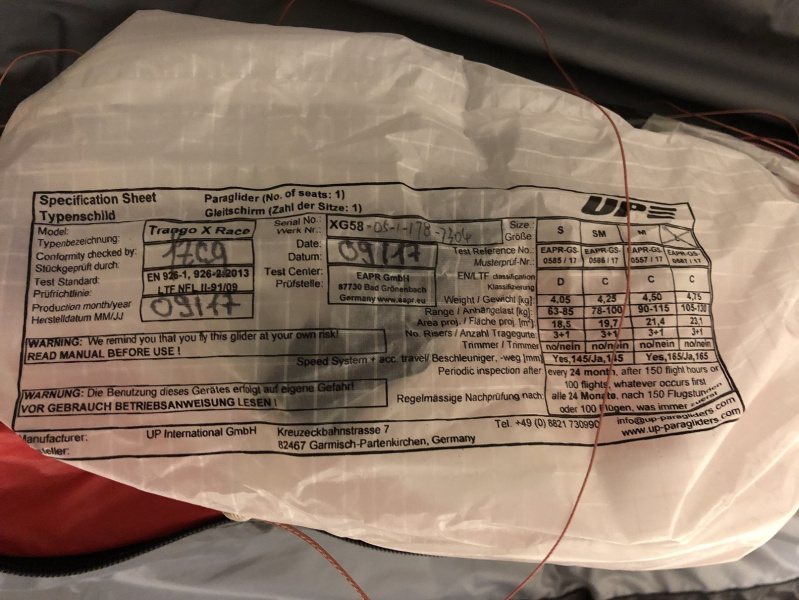 Specification Sheet Paraglider (No. of seats: 1)
Typenschild Gleitschirm (Zahl der Sitze: 1)
UP
Model: Trango X Race
Typenbezeichnung:
Conformity checked by:
Stückgeprüft durch:
Test Standard: EN 926-1, 926-2:2013
Prüfrichtlinie: LTF NFL II-91/09
Production month/year 09/17
Herstelldatum MM/JJ
Serial No.: XG58-05-1-178-7204
Werk Nr.:
Date: 09/17
Datum:
Test Center: EAPR GmbH
Prüfstelle: 87730 Bad Grönenbach
Germany www.eapr.eu
Size: S SM M
Größe:
Test Reference No.: EAPR-GS- EAPR-GS- EAPR-GS- EAPR-GS-
Musterprüf-Nr.: 0585 / 17 0586 / 17 0557 / 17 0587 / 17
EN/LTF classification D C C C
Klassifizierung
Weight / Gewicht [kg] 4,05 4,25 4,50 4,75
Range / Anhängelast [kg] 63-85 78-100 90-115 105-130
Area proj./ Fläche proj. [m²] 18,5 19,7 21,4 23,1
No. Risers / Anzahl Tragegurte: 3+1 3+1 3+1 3+1
Trimmer / Trimmer no/nein no/nein no/nein no/nein
Speed System + acc. travel/ Beschleuniger, -weg [mm] Yes,145/Ja,145 Yes,165/Ja,165
WARNING: We remind you that you fly this glider at your own risk!
READ MANUAL BEFORE USE !
WARNUNG: Die Benutzung dieses Gerätes erfolgt auf eigene Gefahr!
VOR GEBRAUCH BETRIEBSANWEISUNG LESEN !
Periodic inspection after every 24 month, after 150 flight hours or
100 flights, whatever occurs first
Regelmässige Nachprüfung nach: alle 24 Monate, nach 150 Flugstunden
oder 100 Flügen, was immer zuerst
Manufacturer: UP International GmbH Kreuzeckbahnstrasse 7 Tel. +49 (0) 8821 730990 info@up-paragliders.com
82467 Garmisch-Partenkirchen, Germany www.up-paragliders.com